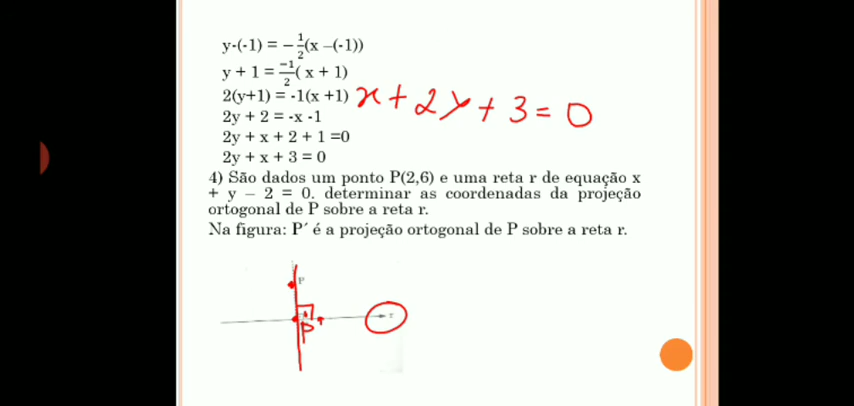 y-(-1) = − 1/2 (x –(-1))
y + 1 = −1/2 ( x + 1)
2(y+1) = -1(x +1)
x + 2y + 3 = 0
2y + 2 = -x -1
2y + x + 2 + 1 =0
2y + x + 3 = 0
4) São dados um ponto P(2,6) e uma reta r de equação x
+ y – 2 = 0. determinar as coordenadas da projeção
ortogonal de P sobre a reta r.
Na figura: P´ é a projeção ortogonal de P sobre a reta r.
P
P
r